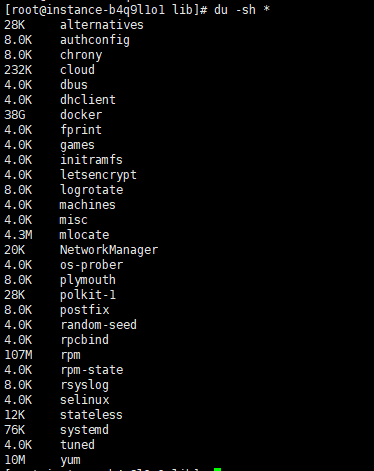 [root@instance-b4q9l1o1 lib]# du -sh *
28K alternatives
8.0K authconfig
8.0K chrony
232K cloud
4.0K dbus
4.0K dhclient
38G docker
4.0K fprint
4.0K games
4.0K initramfs
4.0K letsencrypt
8.0K logrotate
4.0K machines
4.0K misc
4.3M mlocate
20K NetworkManager
4.0K os-prober
8.0K plymouth
28K polkit-1
8.0K postfix
4.0K random-seed
4.0K rpcbind
107M rpm
4.0K rpm-state
8.0K rsyslog
4.0K selinux
12K stateless
76K systemd
4.0K tuned
10M yum